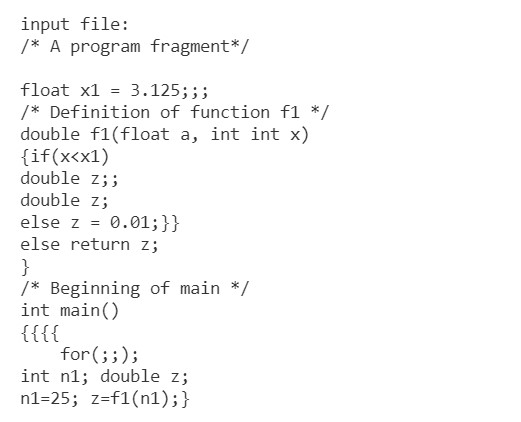 input file:
/* A program fragment*/
float x1 = 3.125;;;
/* Definition of function f1 */
double f1(float a, int int x)
{if(x<x1)
double z;;
double z;
else z = 0.01;}}
else return z;
}
/* Beginning of main */
int main()
{{{{
for(;;);
int n1; double z;
n1=25; z=f1(n1);}